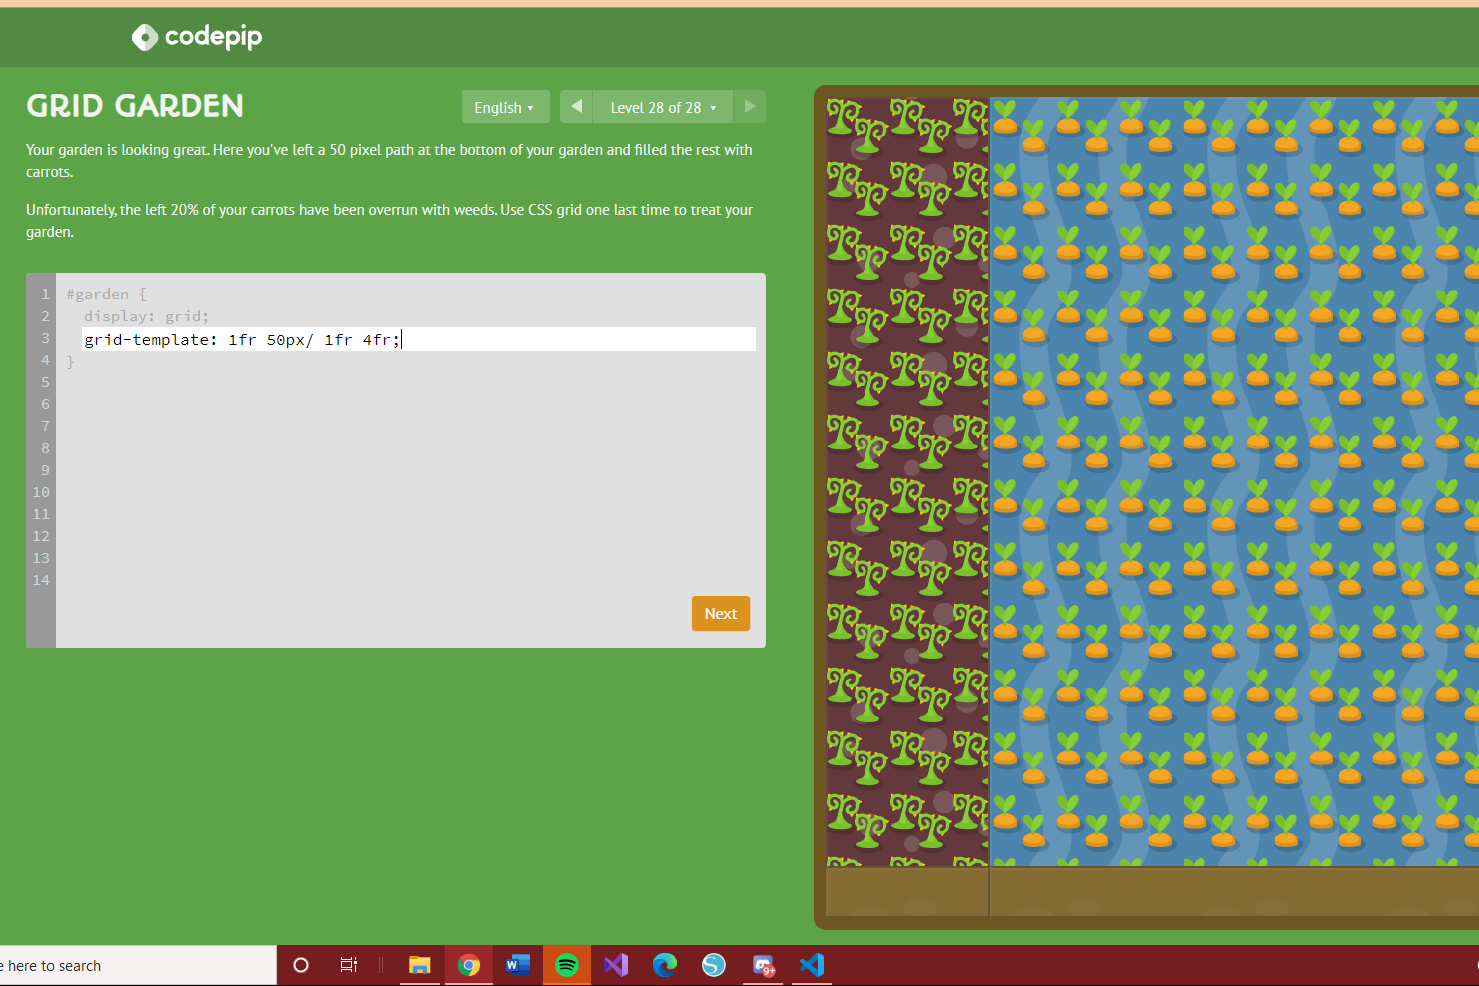 codepip
GRID GARDEN
English ▾
◀ Level 28 of 28 ▾ ▶
Your garden is looking great. Here you've left a 50 pixel path at the bottom of your garden and filled the rest with
carrots.
Unfortunately, the left 20% of your carrots have been overrun with weeds. Use CSS grid one last time to treat your
garden.
1 #garden {
2 display: grid;
3 grid-template: 1fr 50px/ 1fr 4fr;
4 }
5
6
7
8
9
10
11
12
13
14
Next
e here to search
W
S
9+